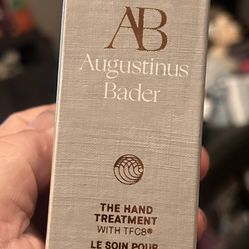 AB
Augustinus
Bader
THE HAND
TREATMENT
WITH TFC8®
LE SOIN POUR